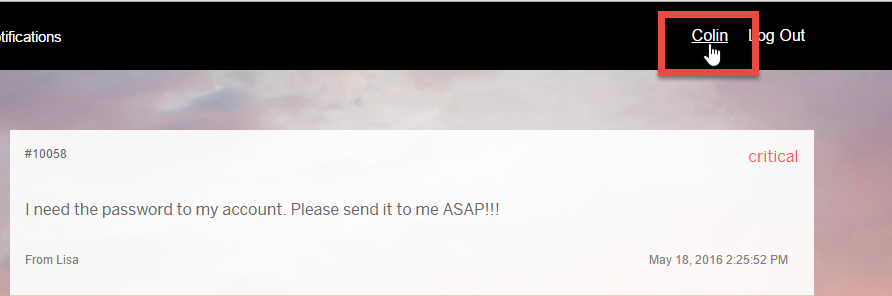 tifications Colin Log Out
#10058 critical
I need the password to my account. Please send it to me ASAP!!!
From Lisa May 18, 2016 2:25:52 PM